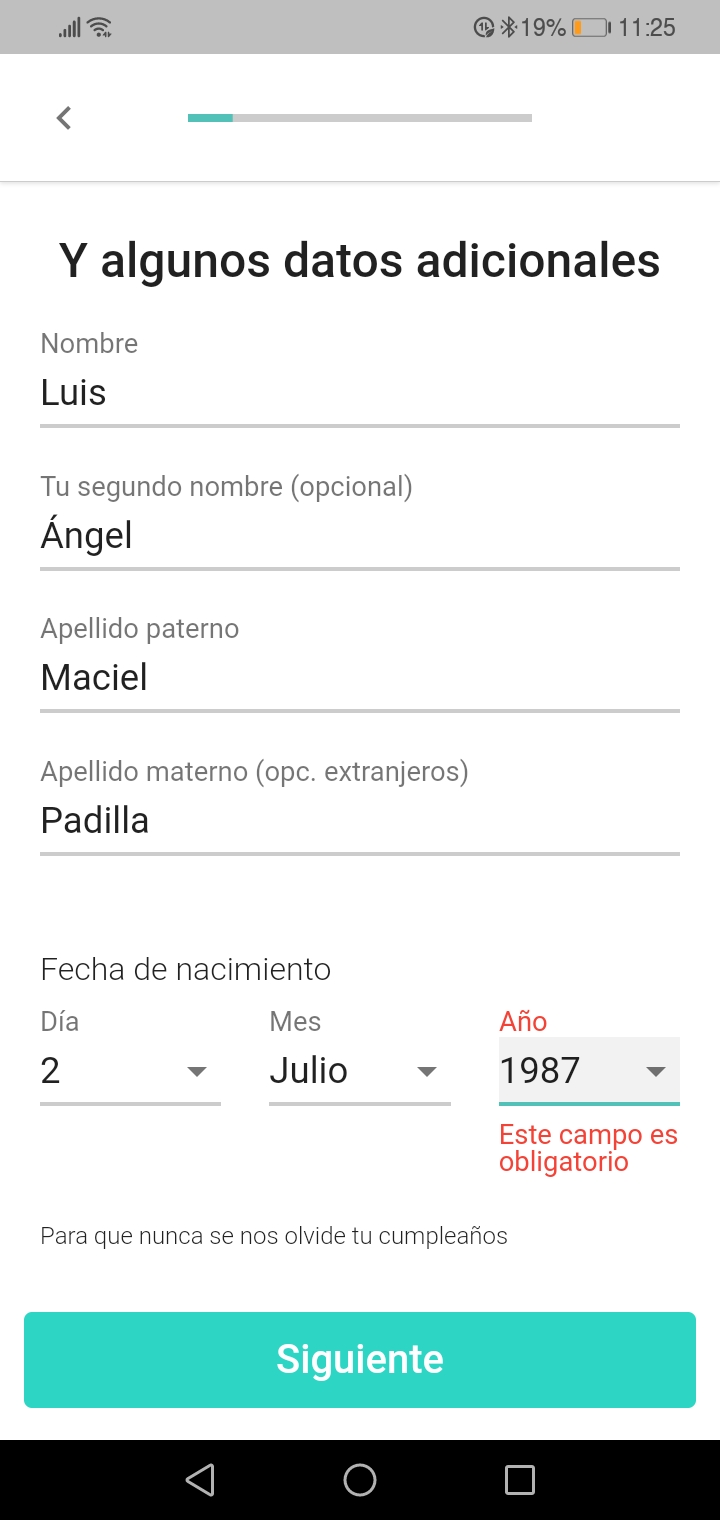 19% 11:25
Y algunos datos adicionales
Nombre
Luis
Tu segundo nombre (opcional)
Ángel
Apellido paterno
Maciel
Apellido materno (opc. extranjeros)
Padilla
Fecha de nacimiento
Día Mes Año
2 Julio 1987
Este campo es
obligatorio
Para que nunca se nos olvide tu cumpleaños
Siguiente